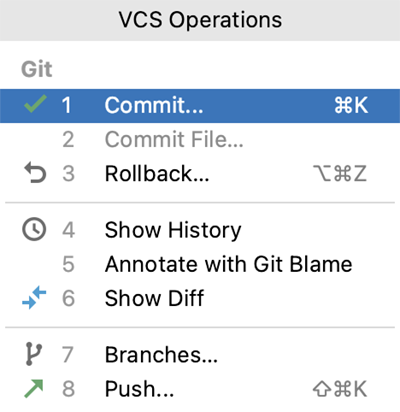 VCS Operations
Git
1 Commit... ⌘K
2 Commit File...
3 Rollback... ⌥⌘Z
4 Show History
5 Annotate with Git Blame
6 Show Diff
7 Branches...
8 Push... ⇧⌘K